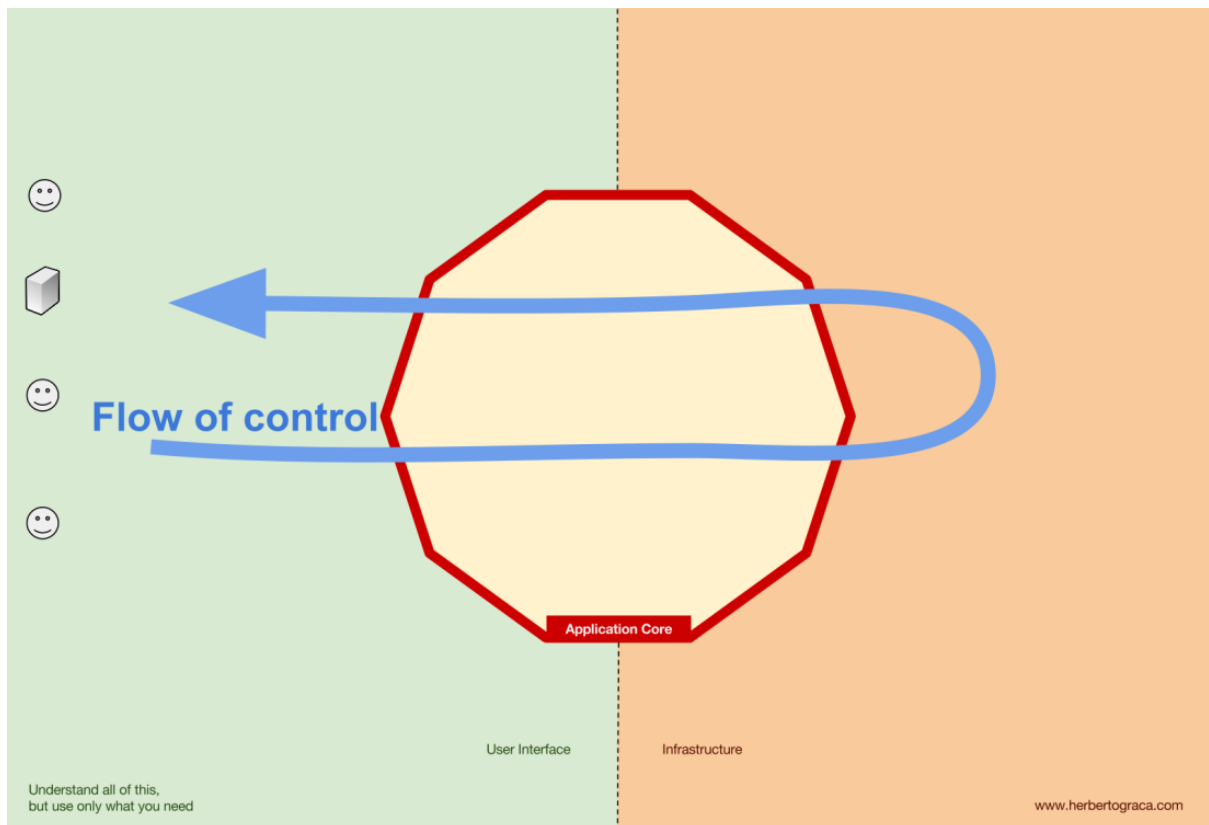 Flow of control
Application Core
User Interface
Infrastructure
Understand all of this,
but use only what you need
www.herbertograca.com